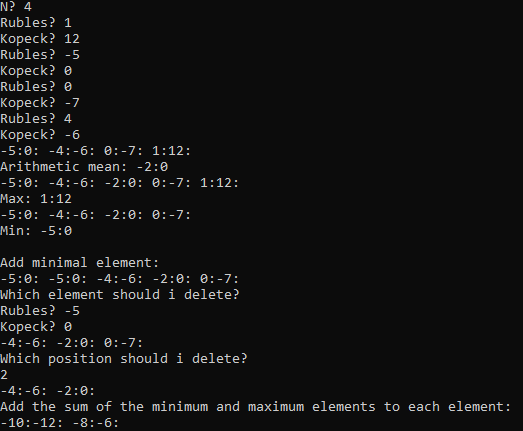 N? 4
Rubles? 1
Kopeck? 12
Rubles? -5
Kopeck? 0
Rubles? 0
Kopeck? -7
Rubles? 4
Kopeck? -6
-5:0: -4:-6: 0:-7: 1:12:
Arithmetic mean: -2:0
-5:0: -4:-6: -2:0: 0:-7: 1:12:
Max: 1:12
-5:0: -4:-6: -2:0: 0:-7:
Min: -5:0
Add minimal element:
-5:0: -5:0: -4:-6: -2:0: 0:-7:
Which element should i delete?
Rubles? -5
Kopeck? 0
-4:-6: -2:0: 0:-7:
Which position should i delete?
2
-4:-6: -2:0:
Add the sum of the minimum and maximum elements to each element:
-10:-12: -8:-6: